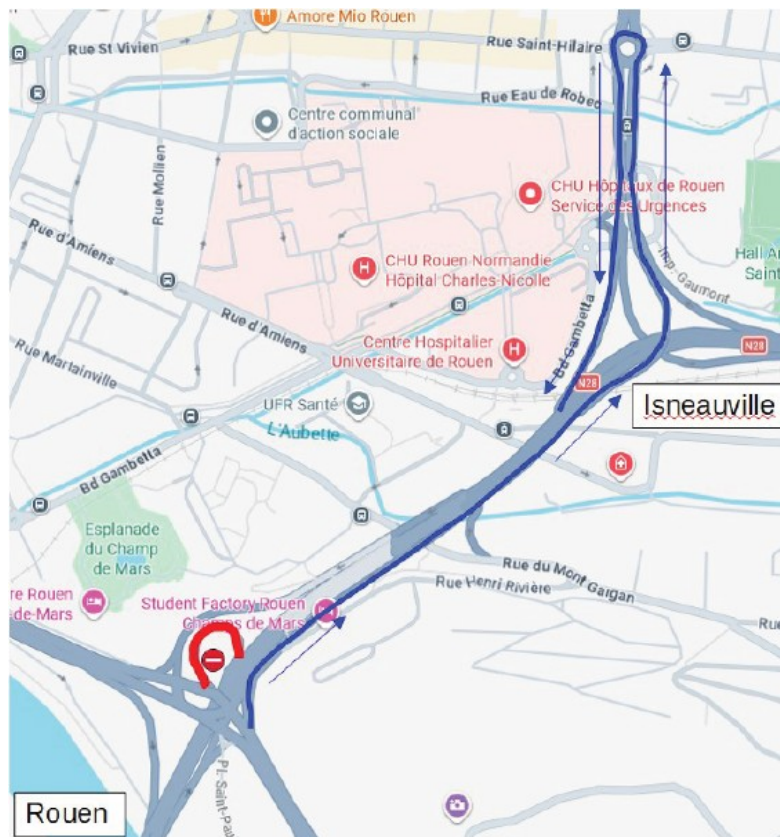 Amore Mio Rouen
Rue St Vivien
Rue Saint-Hilaire
Rue Eau de Robec
Centre communal
d'action sociale
Rue Mollien
CHU Hôpitaux de Rouen
Service des Urgences
Rue d'Amiens
Hall
Imp. Gaumont
CHU Rouen-Normandie
Hôpital Charles-Nicolle
Rue d'Amiens
Bd Gambetta
Rue Martainville
Centre Hospitalier
Universitaire de Rouen
N28
N28
Isneauville
UFR Santé
L'Aubette
Bd Gambetta
Esplanade
du Champ
de Mars
Rue du Mont Gargan
Rue Henri Rivière
Rue
re Rouen
-de-Mars
Student Factory Rouen
Champs de Mars
Rouen